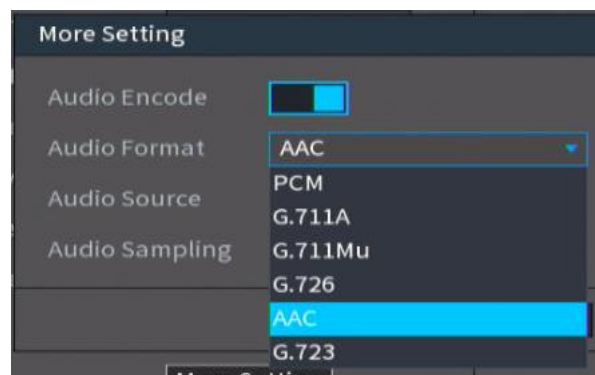 More Setting
Audio Encode
Audio Format AAC
PCM
Audio Source
G.711A
Audio Sampling G.711Mu
G.726
AAC
G.723